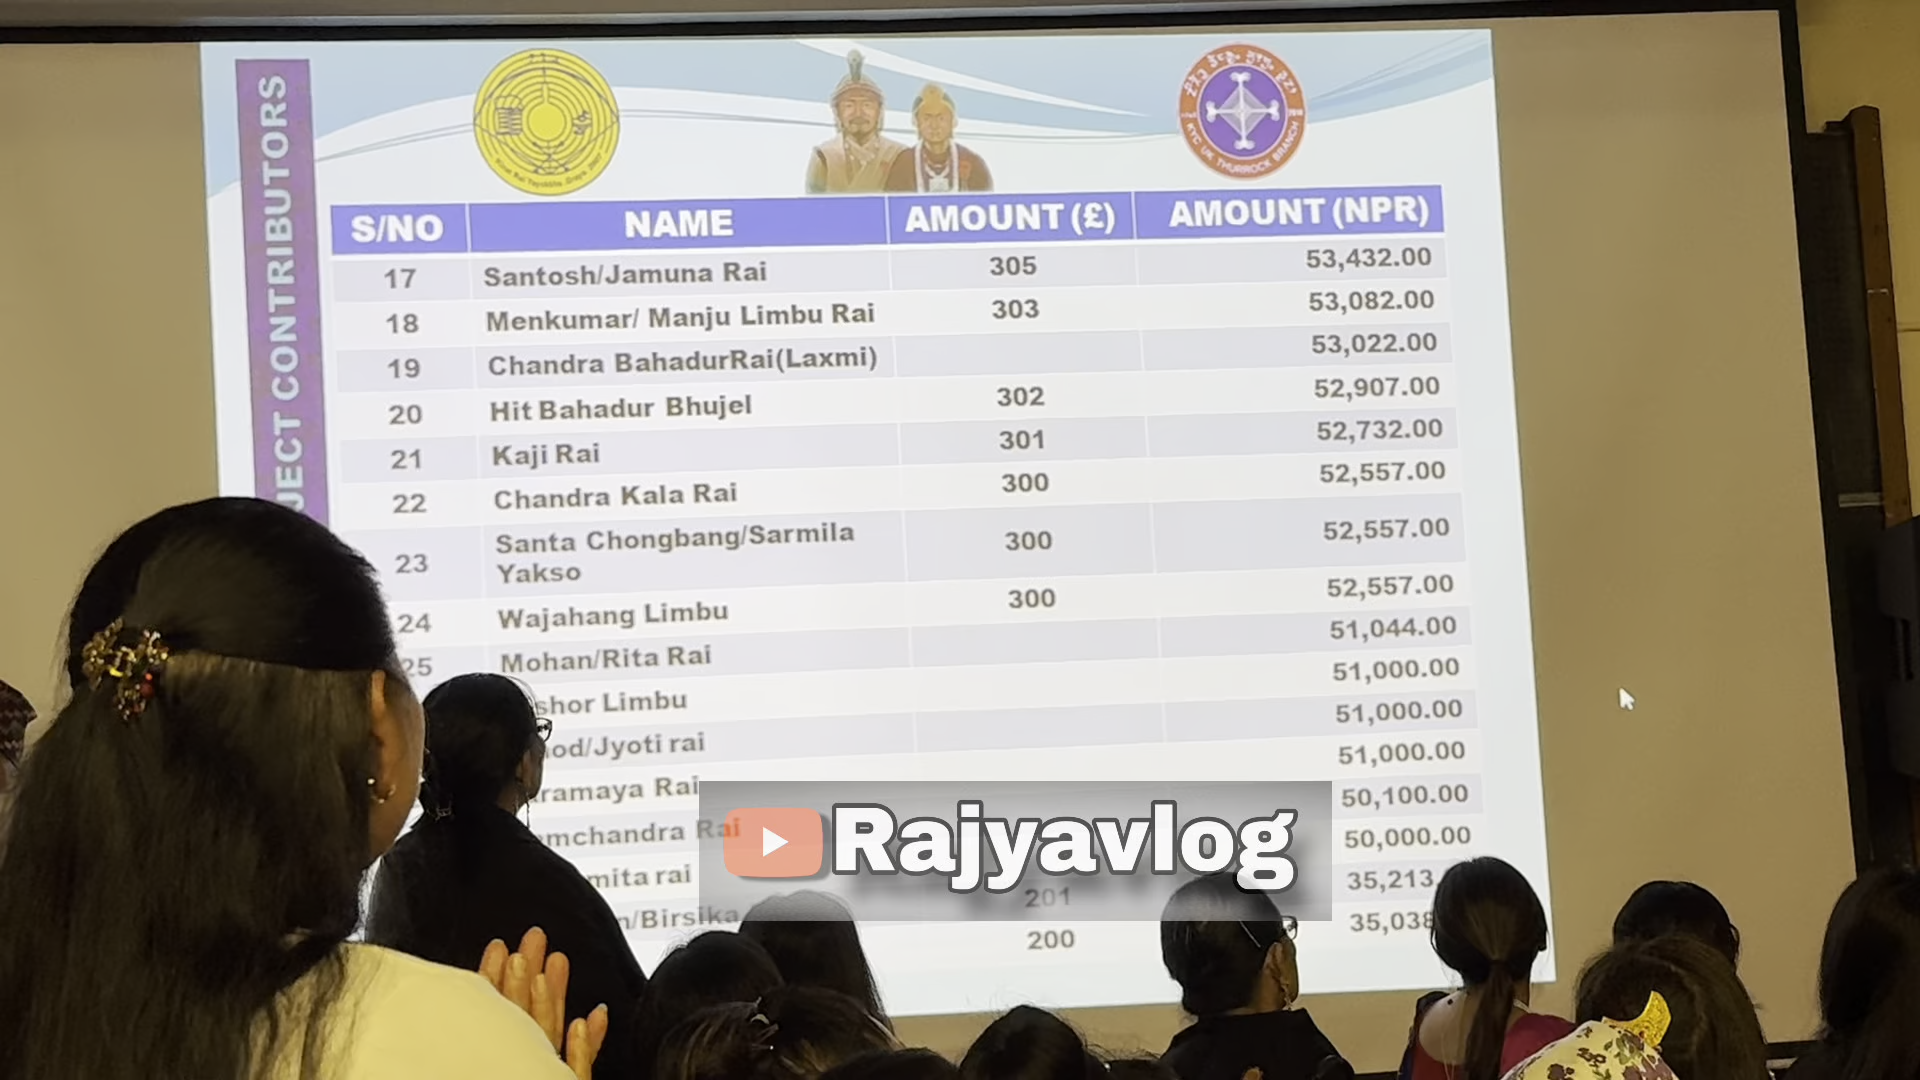 JECT CONTRIBUTORS
KYC UK THURROCK BRANCH
S/NO NAME AMOUNT (£) AMOUNT (NPR)
17 Santosh/Jamuna Rai 305 53,432.00
18 Menkumar/ Manju Limbu Rai 303 53,082.00
19 Chandra BahadurRai(Laxmi) 53,022.00
20 Hit Bahadur Bhujel 302 52,907.00
21 Kaji Rai 301 52,732.00
22 Chandra Kala Rai 300 52,557.00
23 Santa Chongbang/Sarmila 300 52,557.00
Yakso
24 Wajahang Limbu 300 52,557.00
25 Mohan/Rita Rai 51,044.00
shor Limbu 51,000.00
od/Jyoti rai 51,000.00
ramaya Rai 51,000.00
mchandra Rai 50,100.00
mita rai 50,000.00
n/Birsika 201 35,213
200 35,038
Rajyavlog